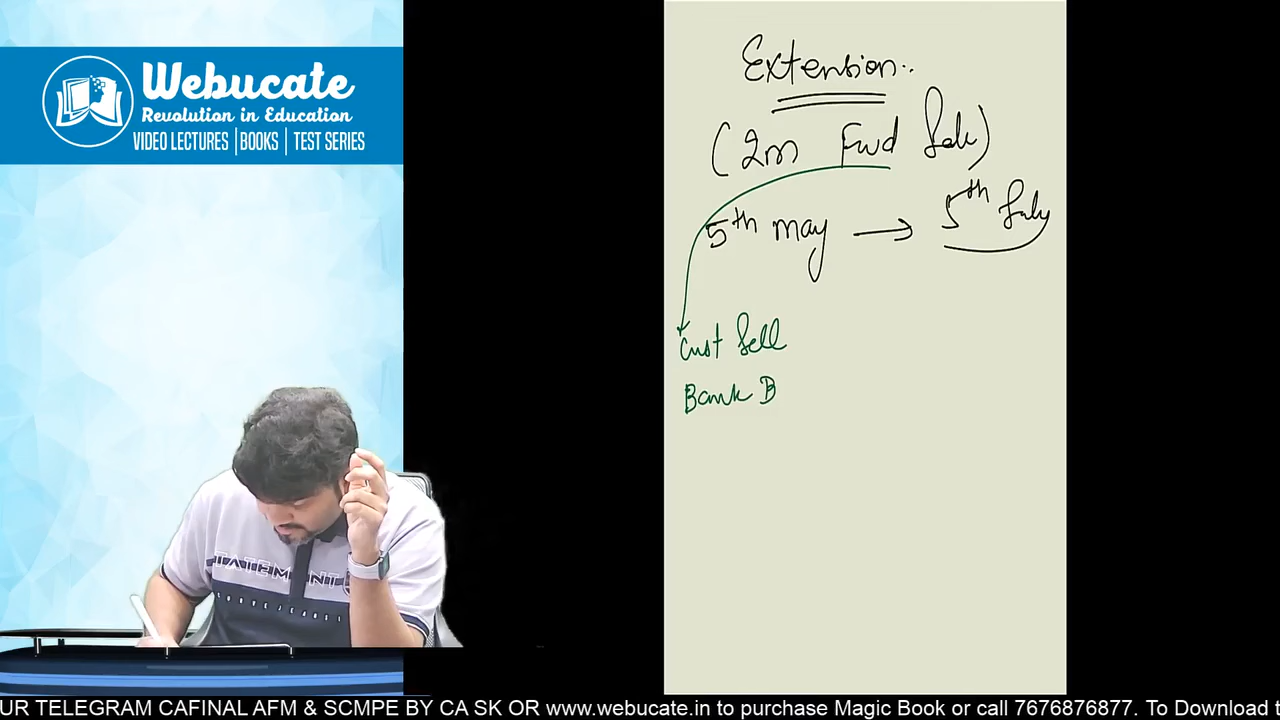 Webucate
Revolution in Education
VIDEO LECTURES | BOOKS | TEST SERIES
Extension..
(2m Fwd Sale)
5th may → 5th July
Cust Sell
Bank B
TATEMENT
UR TELEGRAM CAFINAL AFM & SCMPE BY CA SK OR www.webucate.in to purchase Magic Book or call 7676876877. To Download t